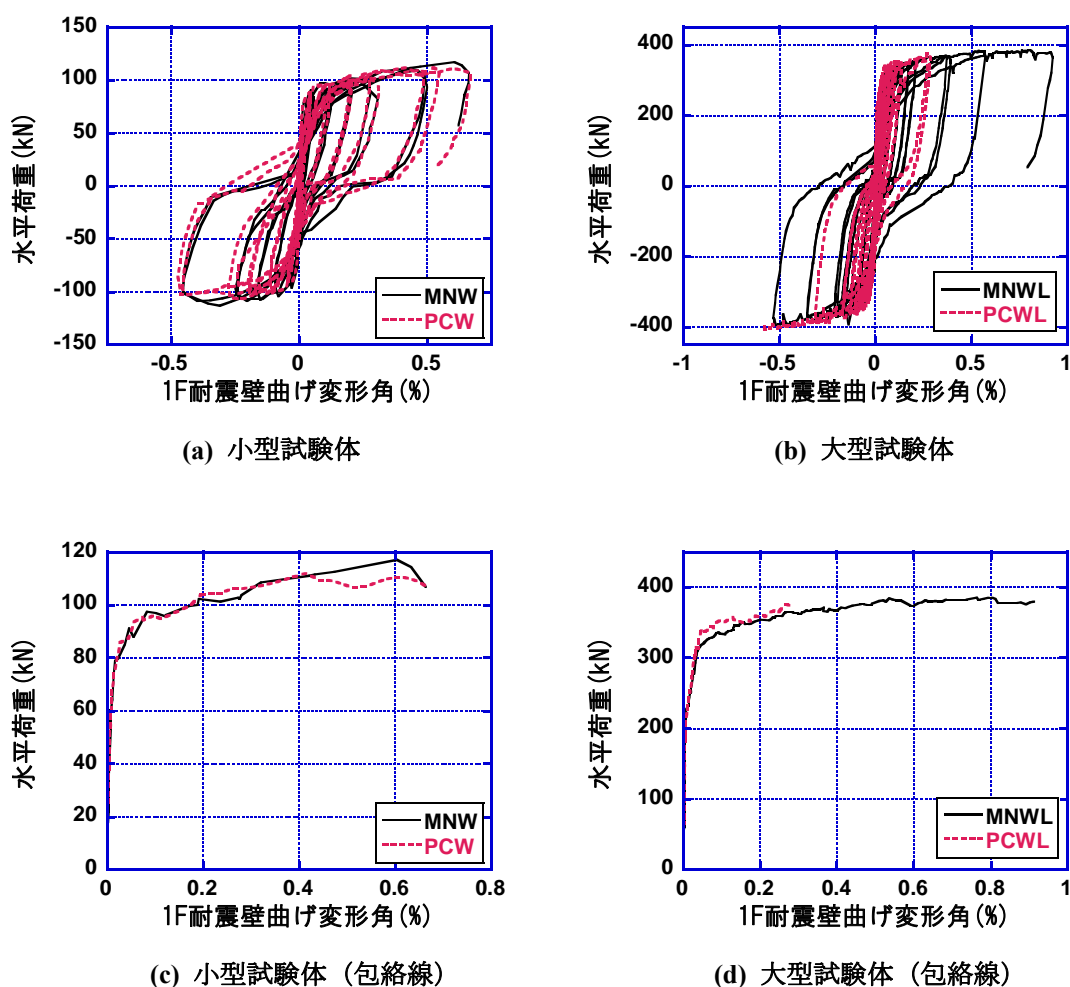 水平荷重(kN)
150
100
50
0
-50
-100
-150
-0.5
0
0.5
1F耐震壁曲げ変形角(%)
MNW
PCW
(a) 小型試験体
水平荷重(kN)
400
200
0
-200
-400
-1
-0.5
0
0.5
1
1F耐震壁曲げ変形角(%)
MNWL
PCWL
(b) 大型試験体
水平荷重(kN)
120
100
80
60
40
20
0
0
0.2
0.4
0.6
0.8
1F耐震壁曲げ変形角(%)
MNW
PCW
(c) 小型試験体(包絡線)
水平荷重(kN)
400
300
200
100
0
0
0.2
0.4
0.6
0.8
1
1F耐震壁曲げ変形角(%)
MNWL
PCWL
(d) 大型試験体(包絡線)